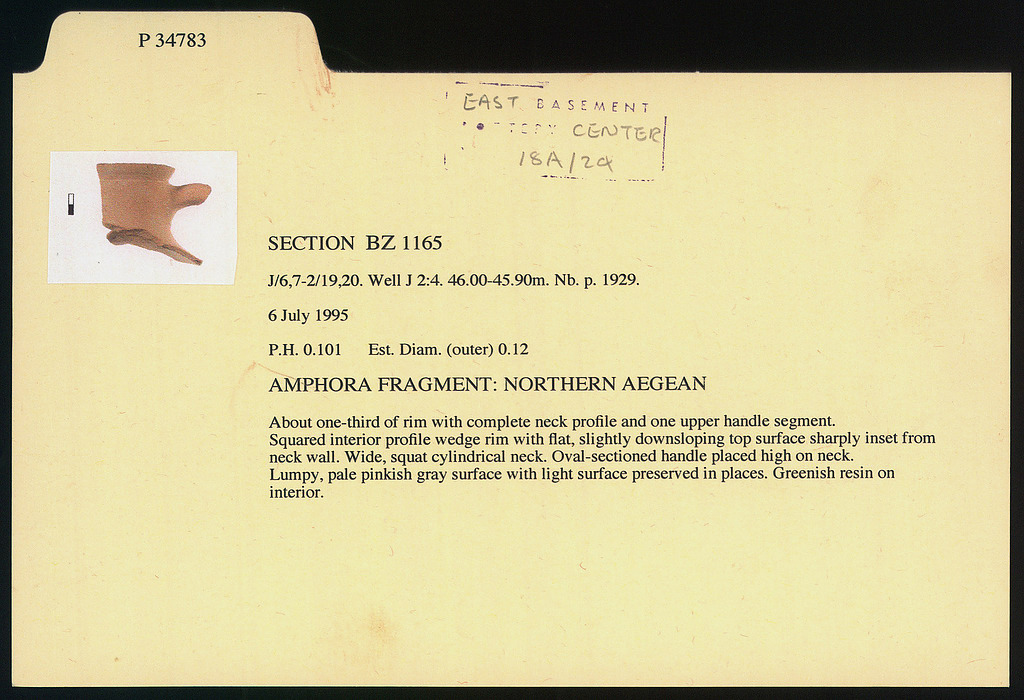 P 34783
EAST BASEMENT
CENTER
18A/24
SECTION BZ 1165
J/6,7-2/19,20. Well J 2:4. 46.00-45.90m. Nb. p. 1929.
6 July 1995
P.H. 0.101 Est. Diam. (outer) 0.12
AMPHORA FRAGMENT: NORTHERN AEGEAN
About one-third of rim with complete neck profile and one upper handle segment.
Squared interior profile wedge rim with flat, slightly downsloping top surface sharply inset from
neck wall. Wide, squat cylindrical neck. Oval-sectioned handle placed high on neck.
Lumpy, pale pinkish gray surface with light surface preserved in places. Greenish resin on
interior.